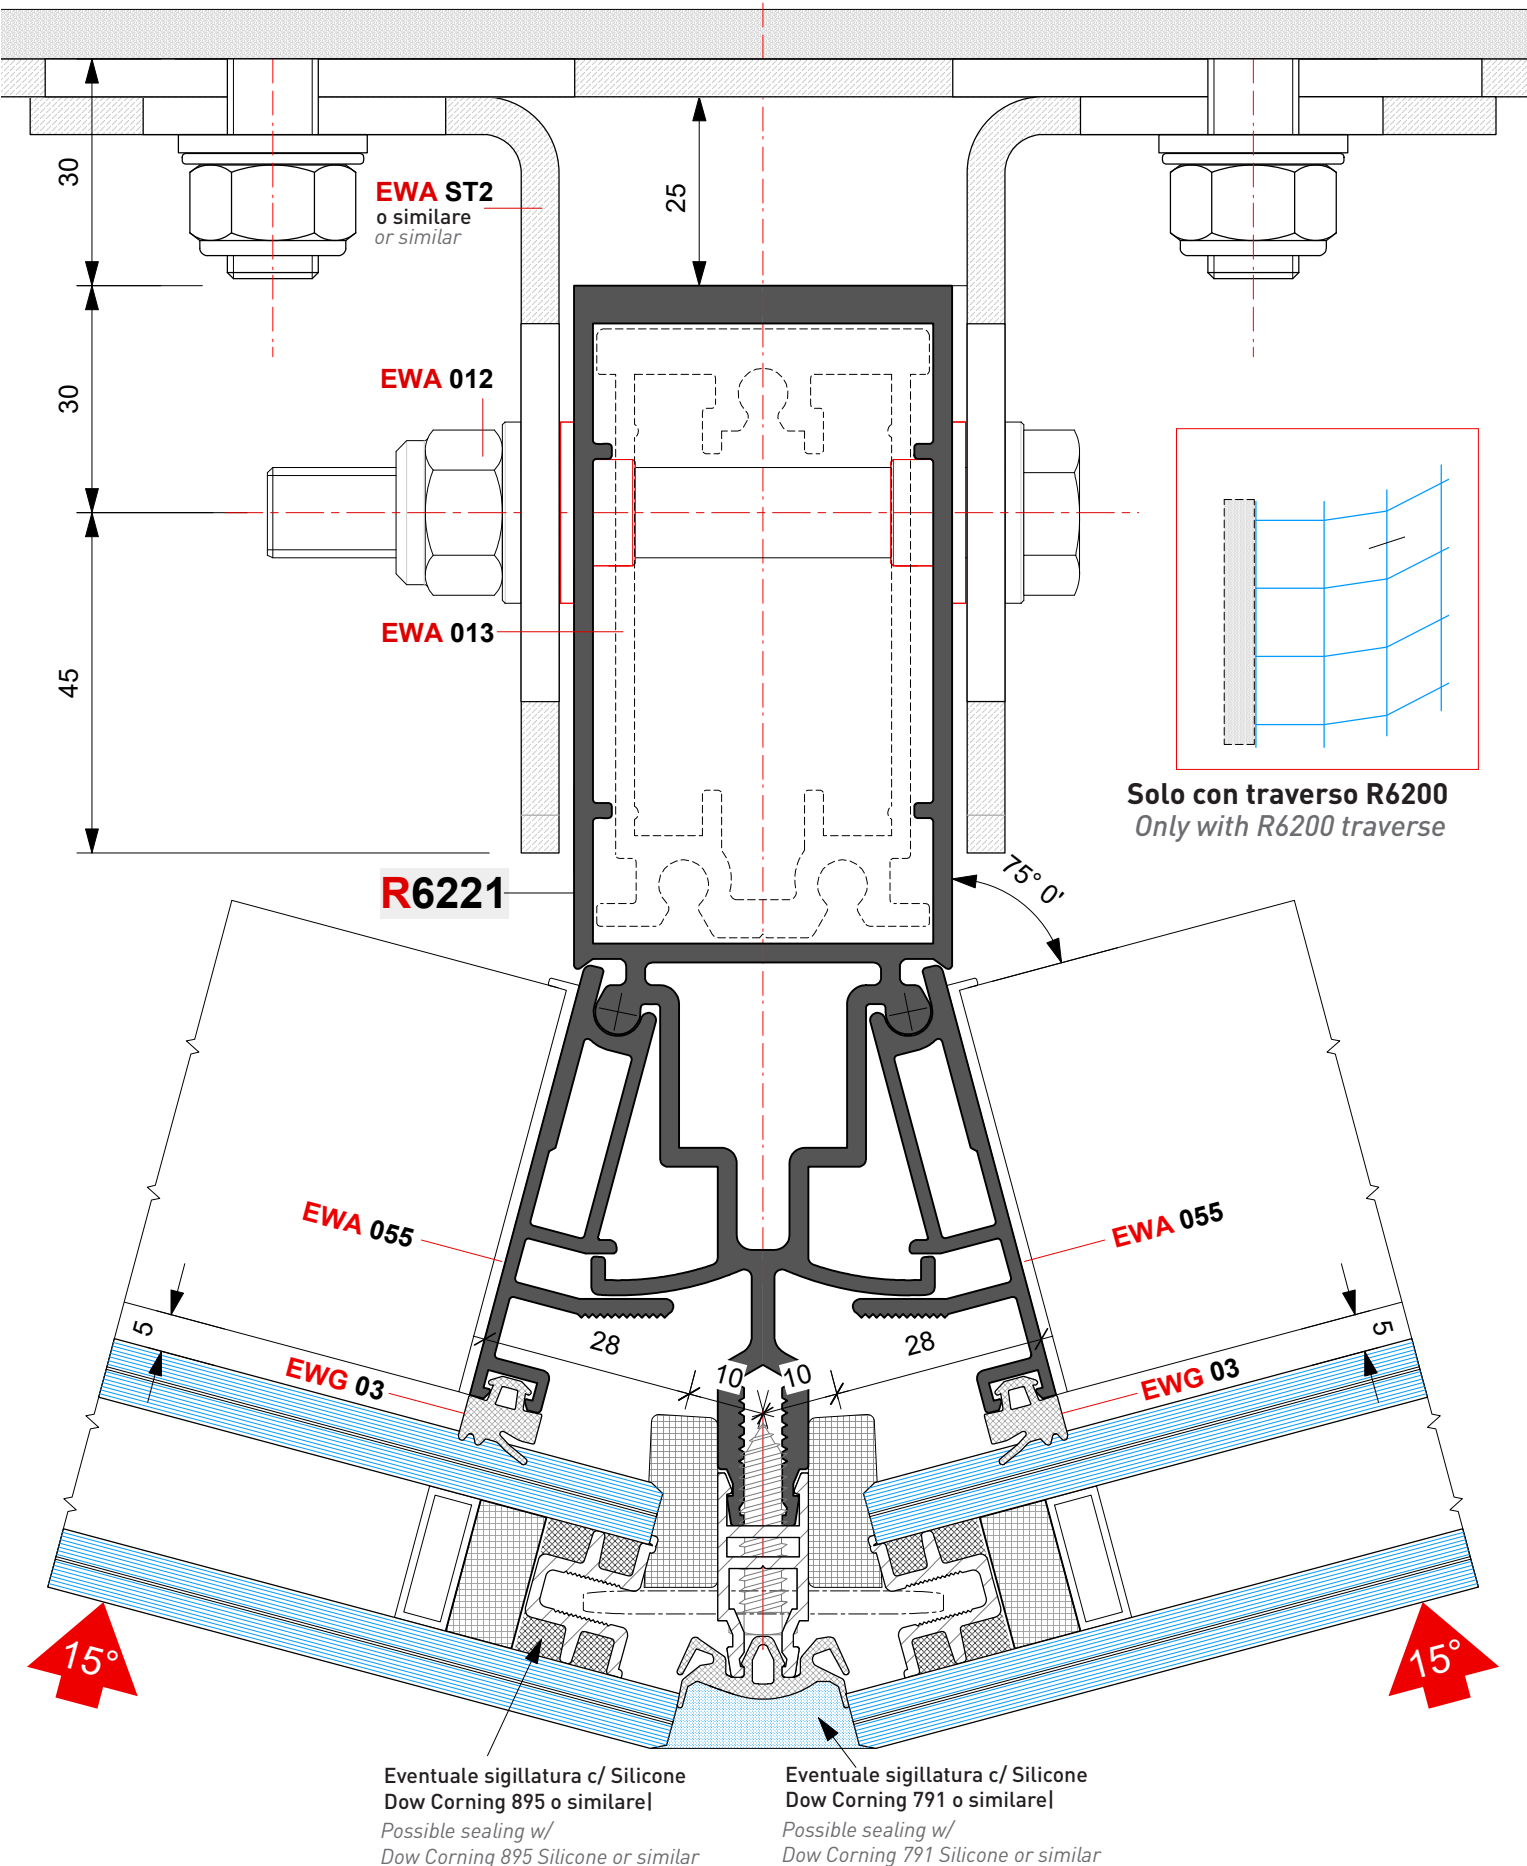 30
25
EWA ST2
o similare
or similar
30
EWA 012
45
EWA 013
Solo con traverso R6200
Only with R6200 traverse
R6221
75° 0'
EWA 055
EWA 055
5
28
28
5
EWG 03
10
10
EWG 03
15°
15°
Eventuale sigillatura c/ Silicone
Dow Corning 895 o similare|
Possible sealing w/
Dow Corning 895 Silicone or similar
Eventuale sigillatura c/ Silicone
Dow Corning 791 o similare|
Possible sealing w/
Dow Corning 791 Silicone or similar